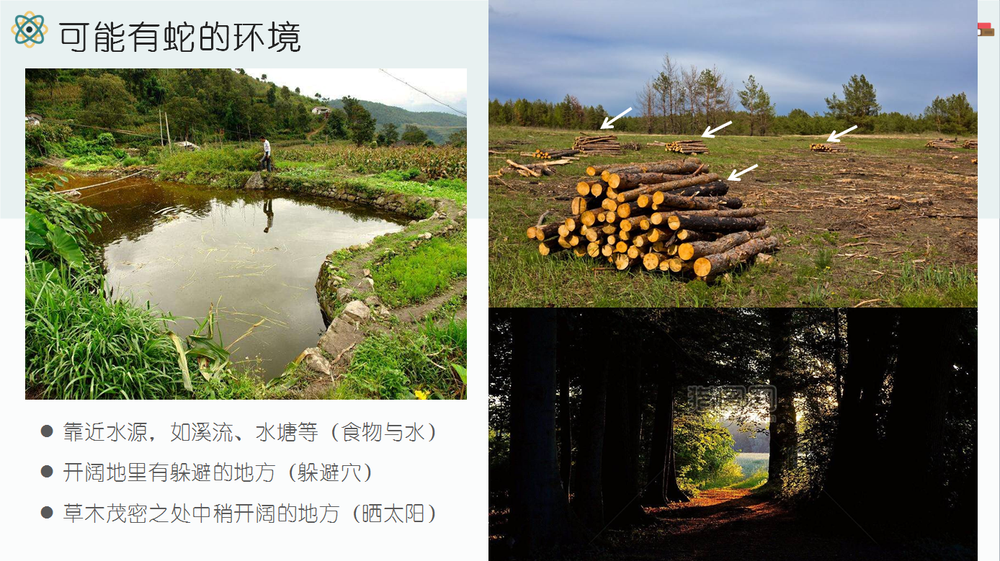 可能有蛇的环境
● 靠近水源，如溪流、水塘等（食物与水）
● 开阔地里有躲避的地方（躲避穴）
● 草木茂密之处中稍开阔的地方（晒太阳）